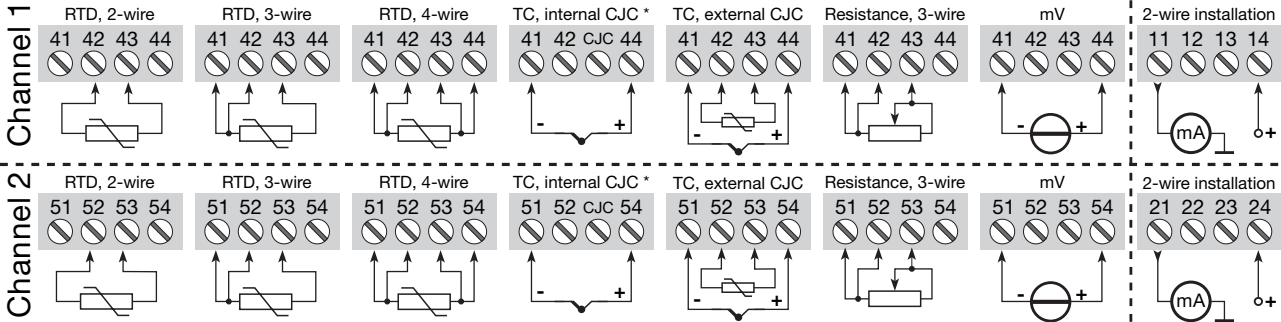 Channel 1
RTD, 2-wire RTD, 3-wire RTD, 4-wire TC, internal CJC * TC, external CJC Resistance, 3-wire mV 2-wire installation
41 42 43 44 41 42 43 44 41 42 43 44 41 42 CJC 44 41 42 43 44 41 42 43 44 41 42 43 44 11 12 13 14
- + - + - + mA +
Channel 2
RTD, 2-wire RTD, 3-wire RTD, 4-wire TC, internal CJC * TC, external CJC Resistance, 3-wire mV 2-wire installation
51 52 53 54 51 52 53 54 51 52 53 54 51 52 CJC 54 51 52 53 54 51 52 53 54 51 52 53 54 21 22 23 24
- + - + - + mA +